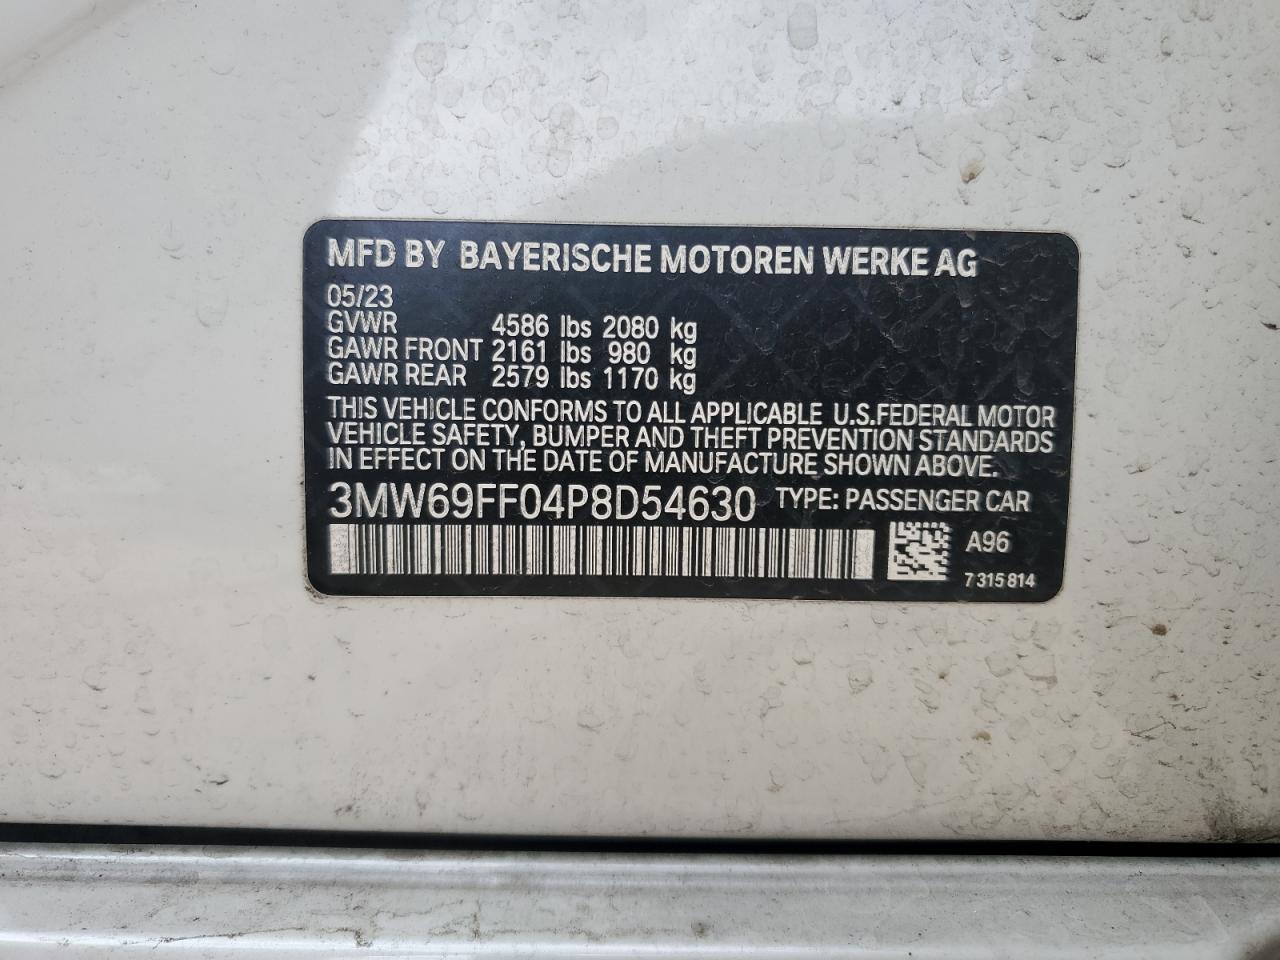 MFD BY BAYERISCHE MOTOREN WERKE AG
05/23
GVWR 4586 lbs 2080 kg
GAWR FRONT 2161 lbs 980 kg
GAWR REAR 2579 lbs 1170 kg
THIS VEHICLE CONFORMS TO ALL APPLICABLE U.S.FEDERAL MOTOR
VEHICLE SAFETY, BUMPER AND THEFT PREVENTION STANDARDS
IN EFFECT ON THE DATE OF MANUFACTURE SHOWN ABOVE.
3MW69FF04P8D54630 TYPE: PASSENGER CAR
A96
7 315 814